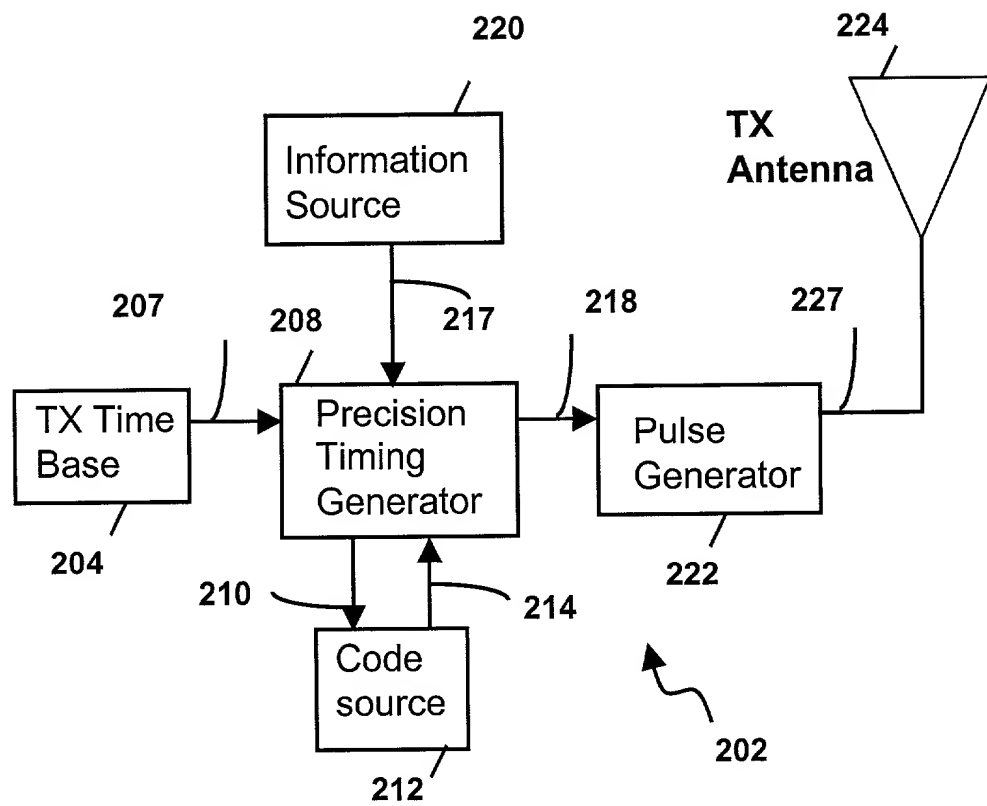 220
224
Information
Source
TX
Antenna
207
208
217
218
227
TX Time
Base
Precision
Timing
Generator
Pulse
Generator
204
210
214
222
Code
source
202
212